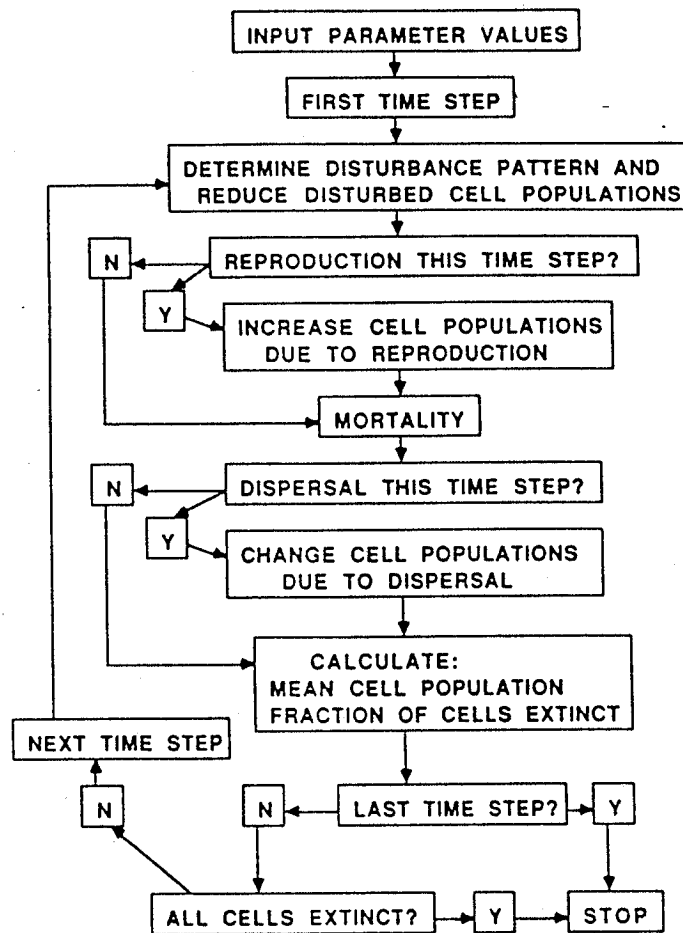 INPUT PARAMETER VALUES
FIRST TIME STEP
DETERMINE DISTURBANCE PATTERN AND
REDUCE DISTURBED CELL POPULATIONS
N
REPRODUCTION THIS TIME STEP?
Y
INCREASE CELL POPULATIONS
DUE TO REPRODUCTION
MORTALITY
N
DISPERSAL THIS TIME STEP?
Y
CHANGE CELL POPULATIONS
DUE TO DISPERSAL
CALCULATE:
MEAN CELL POPULATION
FRACTION OF CELLS EXTINCT
NEXT TIME STEP
N
N
LAST TIME STEP?
Y
ALL CELLS EXTINCT?
Y
STOP